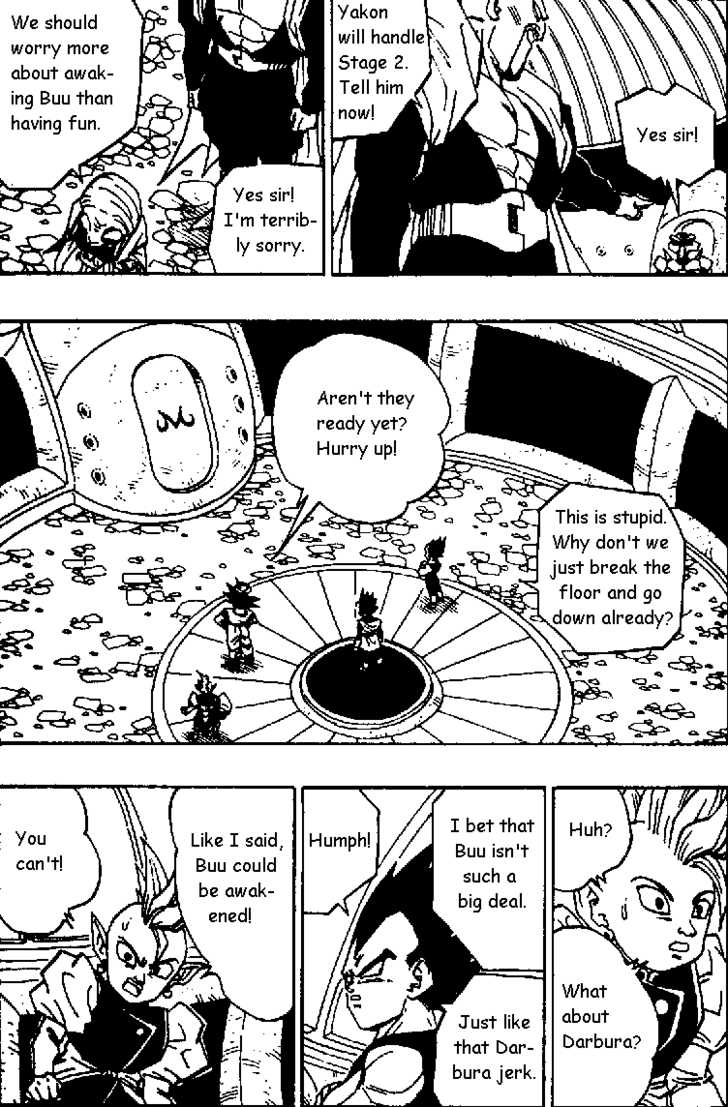 We should
worry more
about awak-
ing Buu than
having fun.
Yes sir!
I'm terrib-
ly sorry.
Yakon
will handle
Stage 2.
Tell him
now!
Yes sir!
Aren't they
ready yet?
Hurry up!
This is stupid.
Why don't we
just break the
floor and go
down already?
You
can't!
Like I said,
Buu could
be awak-
ened!
Humph!
I bet that
Buu isn't
such a
big deal.
Just like
that Dar-
bura jerk.
Huh?
What
about
Darbura?